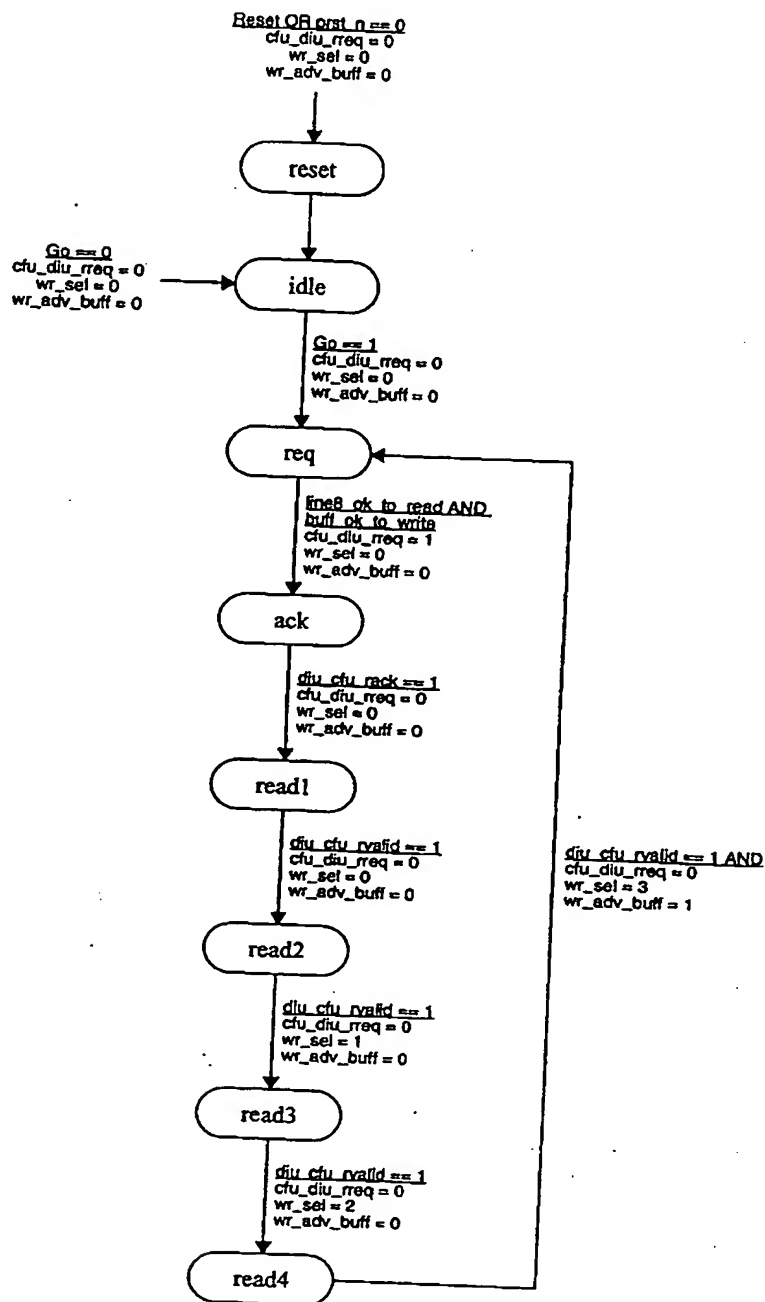 Reset OR prst_n == 0
cfu_diu_rreq = 0
wr_sel = 0
wr_adv_buff = 0
reset
Go == 0
cfu_diu_rreq = 0
wr_sel = 0
wr_adv_buff = 0
idle
Go == 1
cfu_diu_rreq = 0
wr_sel = 0
wr_adv_buff = 0
req
line8_ok_to_read AND
buff_ok_to_write
cfu_diu_rreq = 1
wr_sel = 0
wr_adv_buff = 0
ack
diu_cfu_rack == 1
cfu_diu_rreq = 0
wr_sel = 0
wr_adv_buff = 0
read1
diu_cfu_rvalid == 1
cfu_diu_rreq = 0
wr_sel = 0
wr_adv_buff = 0
diu_cfu_rvalid == 1 AND
cfu_diu_rreq = 0
wr_sel = 3
wr_adv_buff = 1
read2
diu_cfu_rvalid == 1
cfu_diu_rreq = 0
wr_sel = 1
wr_adv_buff = 0
read3
diu_cfu_rvalid == 1
cfu_diu_rreq = 0
wr_sel = 2
wr_adv_buff = 0
read4